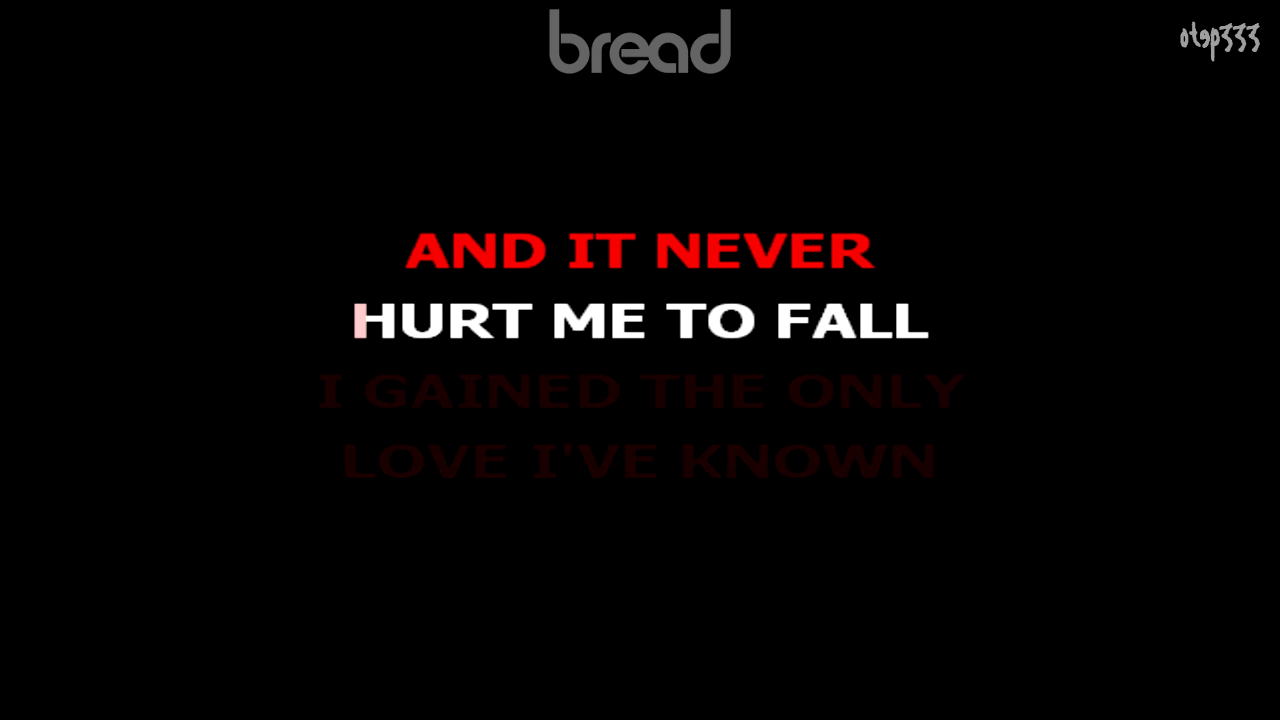 bread
otep333
AND IT NEVER
HURT ME TO FALL
I GAINED THE ONLY
LOVE I'VE KNOWN